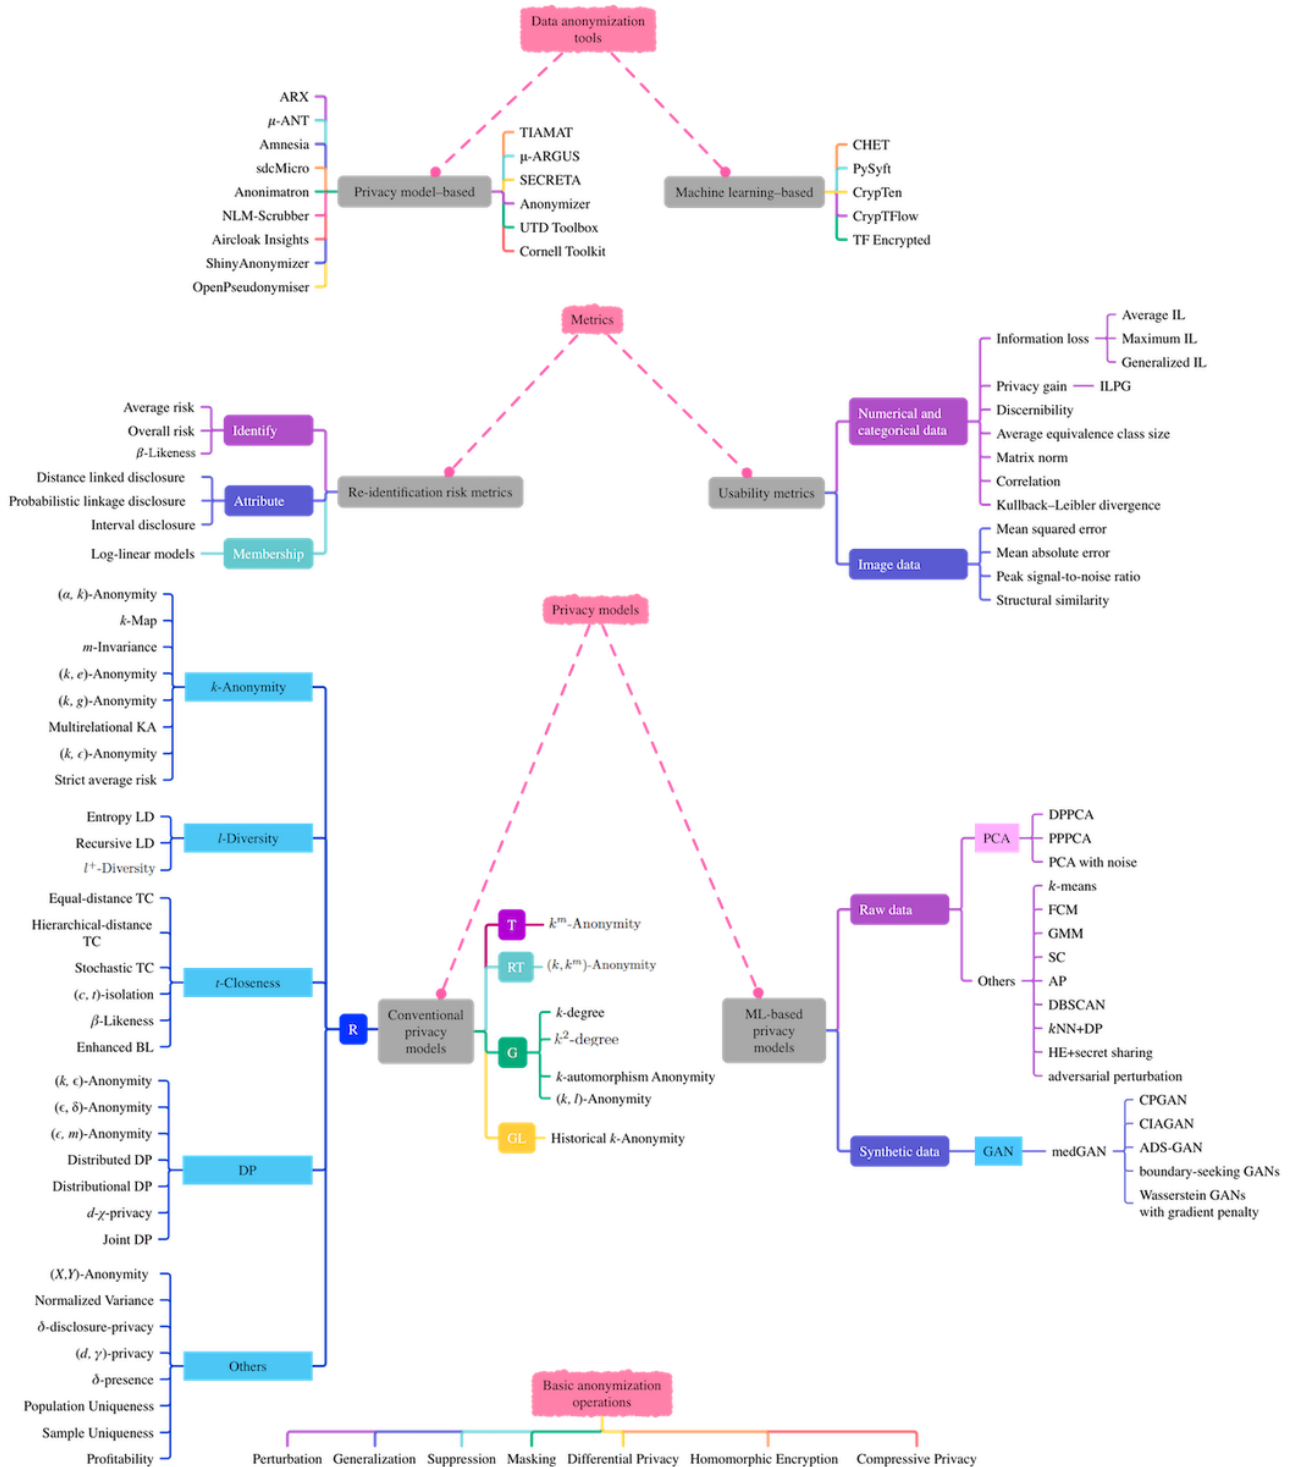 Data anonymization
tools
ARX
μ-ANT
Amnesia
sdcMicro
Anonimatron
NLM-Scrubber
Aircloak Insights
ShinyAnonymizer
OpenPseudonymiser
Privacy model–based
TIAMAT
μ-ARGUS
SECRETA
Anonymizer
UTD Toolbox
Cornell Toolkit
Machine learning–based
CHET
PySyft
CrypTen
CrypTFlow
TF Encrypted
Metrics
Average risk
Overall risk
β-Likeness
Identify
Distance linked disclosure
Probabilistic linkage disclosure
Interval disclosure
Attribute
Log-linear models
Membership
Re-identification risk metrics
Usability metrics
Numerical and
categorical data
Information loss
Average IL
Maximum IL
Generalized IL
Privacy gain
ILPG
Discernibility
Average equivalence class size
Matrix norm
Correlation
Kullback–Leibler divergence
Image data
Mean squared error
Mean absolute error
Peak signal-to-noise ratio
Structural similarity
Privacy models
(α, k)-Anonymity
k-Map
m-Invariance
(k, e)-Anonymity
(k, g)-Anonymity
Multirelational KA
(k, ϵ)-Anonymity
Strict average risk
k-Anonymity
Entropy LD
Recursive LD
l⁺-Diversity
l-Diversity
Equal-distance TC
Hierarchical-distance
TC
Stochastic TC
(c, t)-isolation
β-Likeness
Enhanced BL
t-Closeness
(k, ϵ)-Anonymity
(ϵ, δ)-Anonymity
(ϵ, m)-Anonymity
Distributed DP
Distributional DP
d-χ-privacy
Joint DP
DP
(X,Y)-Anonymity
Normalized Variance
δ-disclosure-privacy
(d, γ)-privacy
δ-presence
Population Uniqueness
Sample Uniqueness
Profitability
Others
R
Conventional
privacy
models
T
kᵐ-Anonymity
RT
(k, kᵐ)-Anonymity
G
k-degree
k²-degree
k-automorphism Anonymity
(k, l)-Anonymity
GL
Historical k-Anonymity
ML-based
privacy
models
Raw data
PCA
DPPCA
PPPCA
PCA with noise
Others
k-means
FCM
GMM
SC
AP
DBSCAN
kNN+DP
HE+secret sharing
adversarial perturbation
Synthetic data
GAN
medGAN
CPGAN
CIAGAN
ADS-GAN
boundary-seeking GANs
Wasserstein GANs
with gradient penalty
Basic anonymization
operations
Perturbation
Generalization
Suppression
Masking
Differential Privacy
Homomorphic Encryption
Compressive Privacy